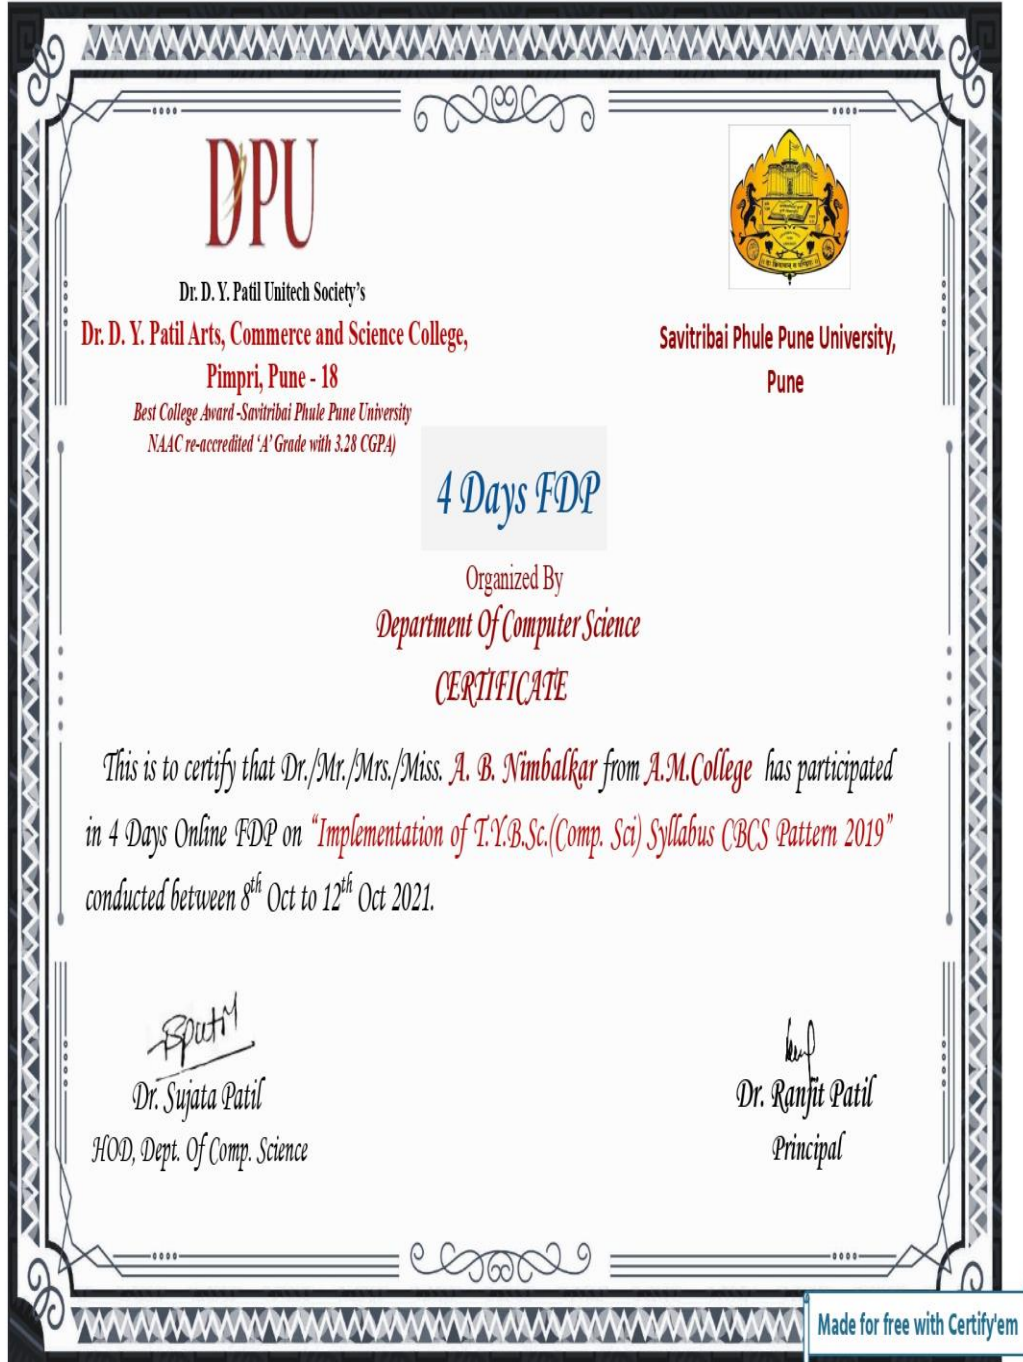 DPU
Dr. D. Y. Patil Unitech Society's
Dr. D. Y. Patil Arts, Commerce and Science College,
Pimpri, Pune - 18
Best College Award -Savitribai Phule Pune University
NAAC re-accredited 'A' Grade with 3.28 CGPA)
Savitribai Phule Pune University,
Pune
4 Days FDP
Organized By
Department Of Computer Science
CERTIFICATE
This is to certify that Dr./Mr./Mrs./Miss. A. B. Nimbalkar from A.M.College has participated
in 4 Days Online FDP on “Implementation of T.Y.B.Sc.(Comp. Sci) Syllabus CBCS Pattern 2019”
conducted between 8th Oct to 12th Oct 2021.
Dr. Sujata Patil
HOD, Dept. Of Comp. Science
Dr. Ranjit Patil
Principal
Made for free with Certify'em